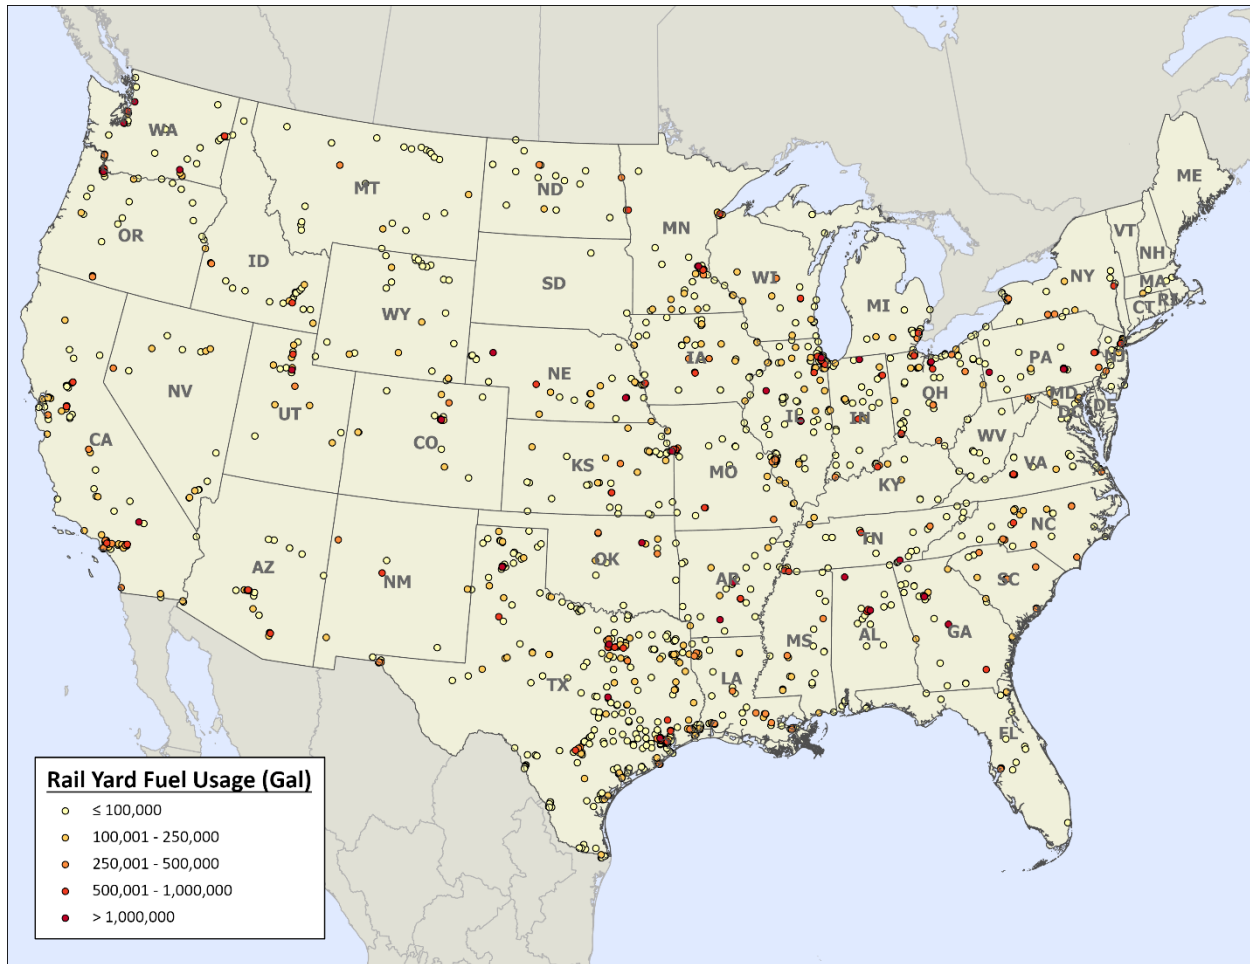 WA
MT
ND
MN
ME
VT
NH
OR
ID
SD
WI
MI
NY
MA
CT
RI
WY
IA
PA
NJ
NE
NV
UT
IL
IN
OH
MD
DE
CA
CO
WV
KS
MO
KY
VA
NC
TN
AZ
NM
OK
AR
SC
MS
AL
GA
TX
LA
FL
Rail Yard Fuel Usage (Gal)
≤ 100,000
100,001 - 250,000
250,001 - 500,000
500,001 - 1,000,000
> 1,000,000